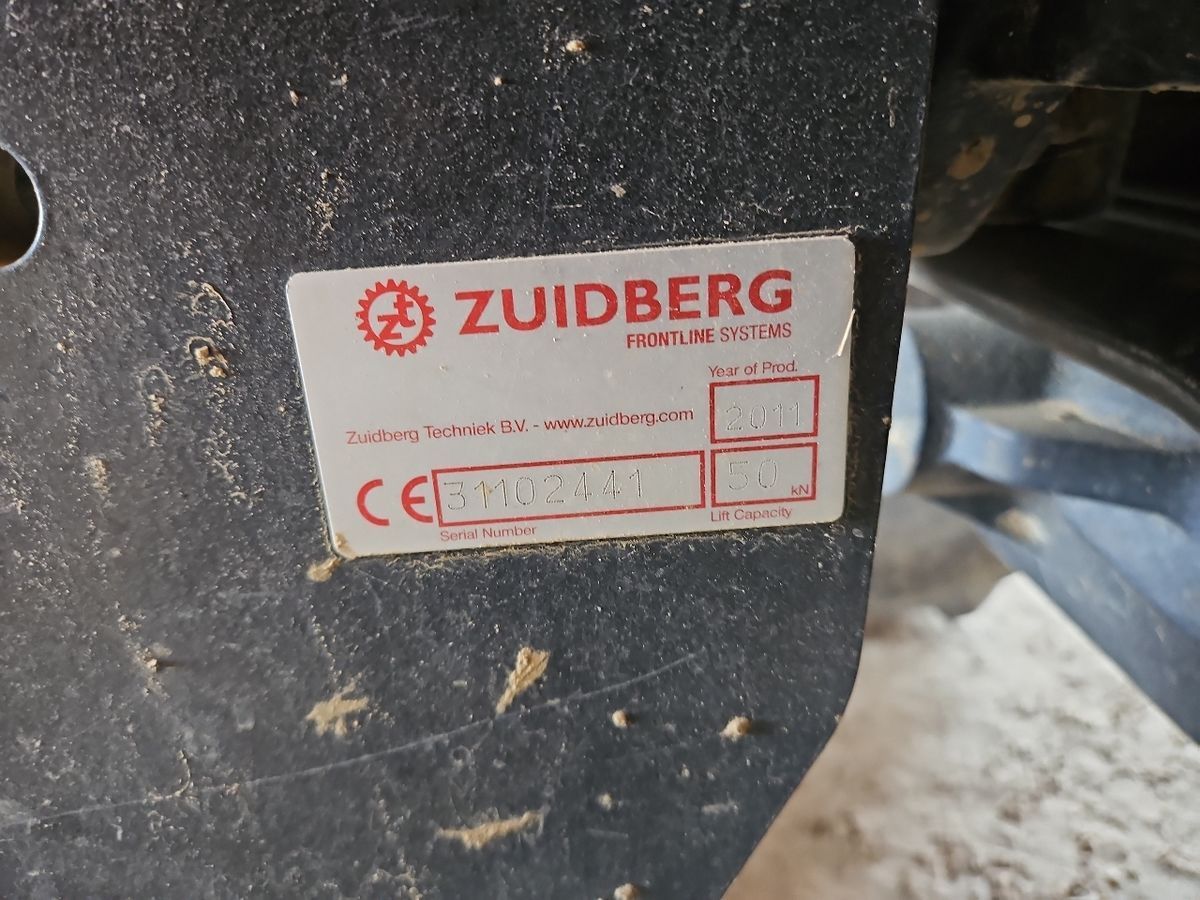 zt ZUIDBERG
FRONTLINE SYSTEMS
Year of Prod.
2011
Zuidberg Techniek B.V. - www.zuidberg.com
CE 31102441
50 kN
Serial Number
Lift Capacity